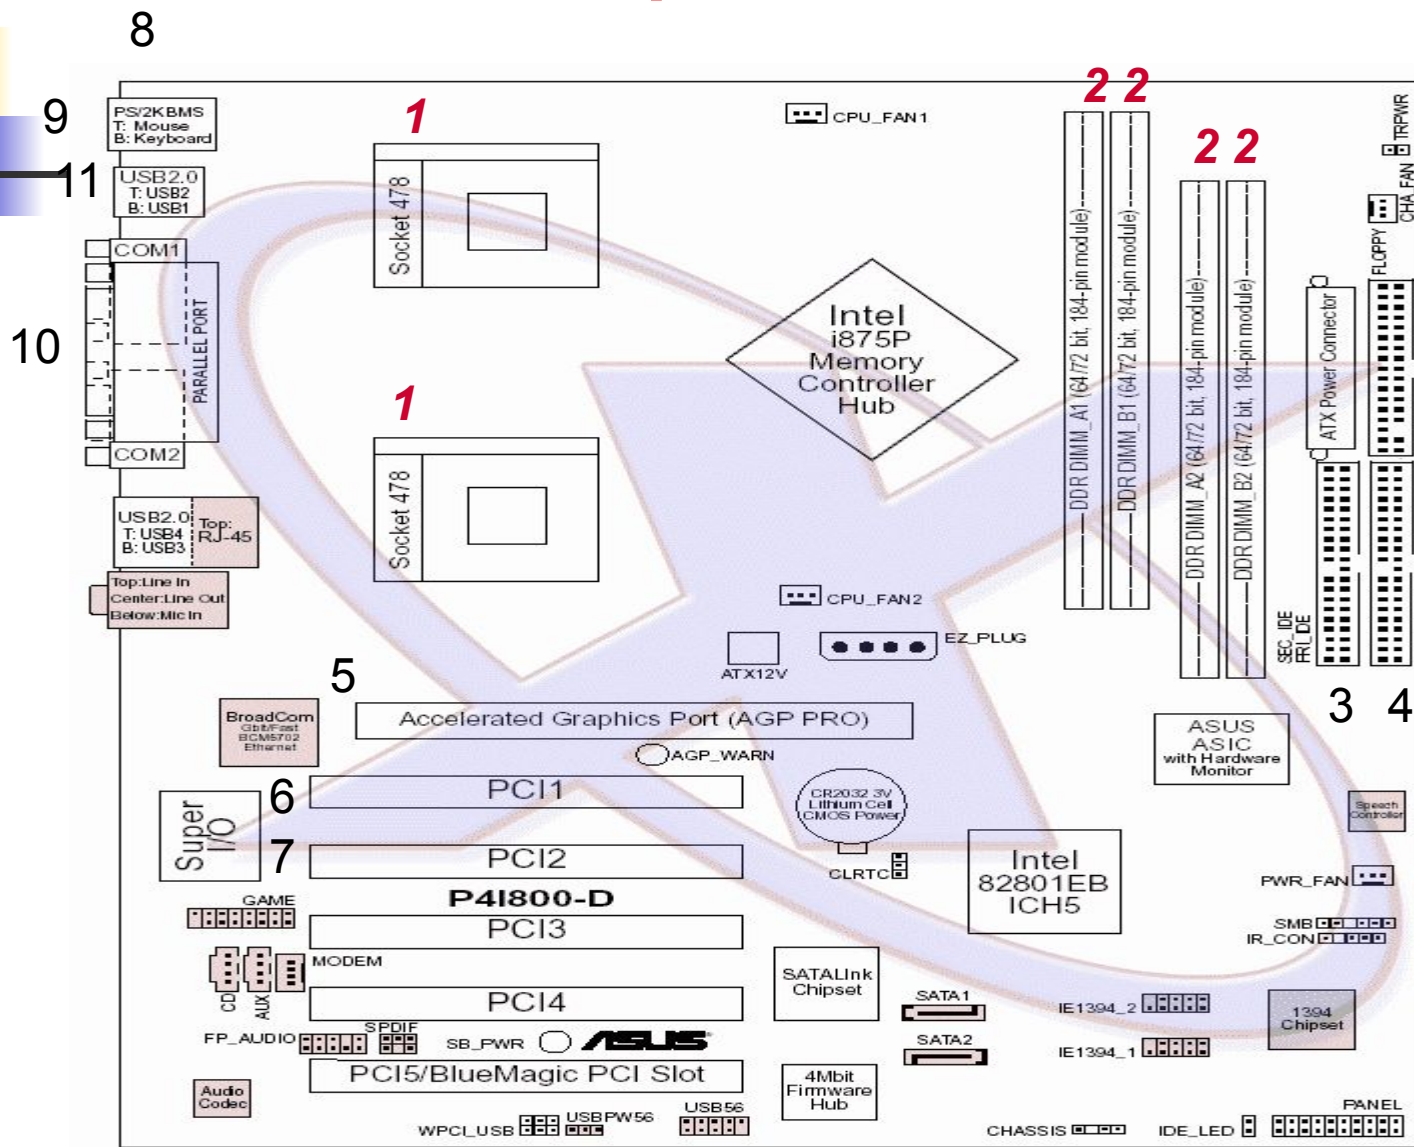 8
9
PS/2KBMS
T: Mouse
B: Keyboard
11
USB2.0
T: USB2
B: USB1
1
Socket 478
CPU_FAN1
2 2
2 2
TRPWR
CHA_FAN
FLOPPY
COM1
PARALLEL PORT
10
COM2
Intel
i875P
Memory
Controller
Hub
DDR DIMM_A1 (64/72 bit, 184-pin module)
DDR DIMM_B1 (64/72 bit, 184-pin module)
DDR DIMM_A2 (64/72 bit, 184-pin module)
DDR DIMM_B2 (64/72 bit, 184-pin module)
ATX Power Connector
1
Socket 478
USB2.0
T: USB4
B: USB3
Top:
RJ-45
Top:Line In
Center:Line Out
Below:Mic In
CPU_FAN2
ATX12V
EZ_PLUG
SEC_IDE
PRI_IDE
3 4
5
Accelerated Graphics Port (AGP PRO)
AGP_WARN
BroadCom
Gbit/Fast
BCM5702
Ethernet
ASUS
ASIC
with Hardware
Monitor
6
PCI1
Super
I/O
CR2032 3V
Lithium Cell
CMOS Power
Speech
Controller
7
PCI2
CLRTC
Intel
82801EB
ICH5
PWR_FAN
P4I800-D
GAME
PCI3
SMB
IR_CON
CD
AUX
MODEM
PCI4
SATALink
Chipset
SATA1
SATA2
IE1394_2
IE1394_1
1394
Chipset
FP_AUDIO
SPDIF
SB_PWR
ASUS
PCI5/BlueMagic PCI Slot
Audio
Codec
4Mbit
Firmware
Hub
WPCI_USB
USBPW56
USB56
CHASSIS
IDE_LED
PANEL